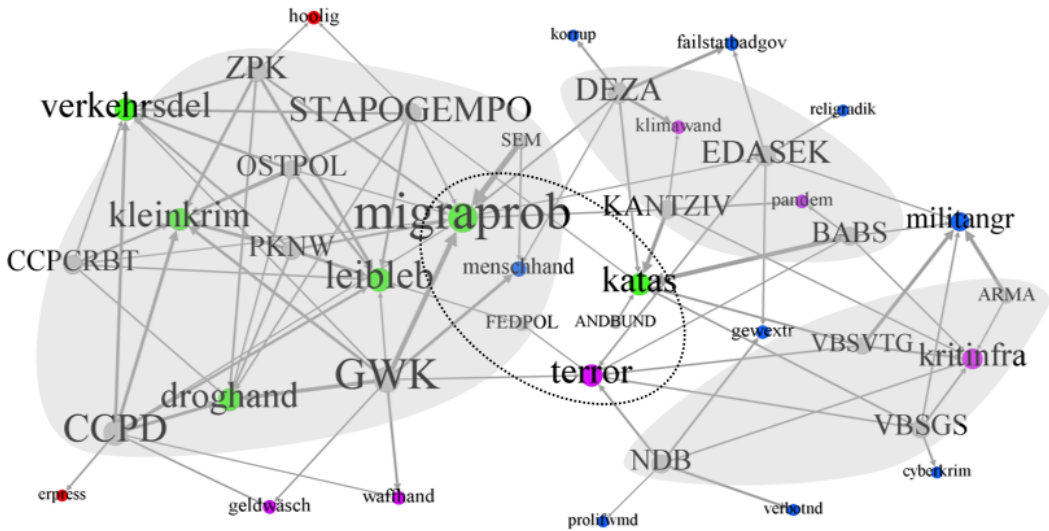 hoolig
korrup
failstatbadgov
ZPK
DEZA
verkehrsdel
STAPOGEMPO
religradik
klimawand
SEM
EDASEK
OSTPOL
kleinkrim
migraprob
KANTZIV
pandem
militangr
BABS
PKNW
CCPCRBT
leibleb
menschhand
katas
ARMA
FEDPOL
ANDBUND
gewextr
VBSVTG
kritinfra
GWK
terror
droghand
CCPD
VBSGS
NDB
cyberkrim
erpress
geldwäsch
waffhand
verbotnd
prolifwmd